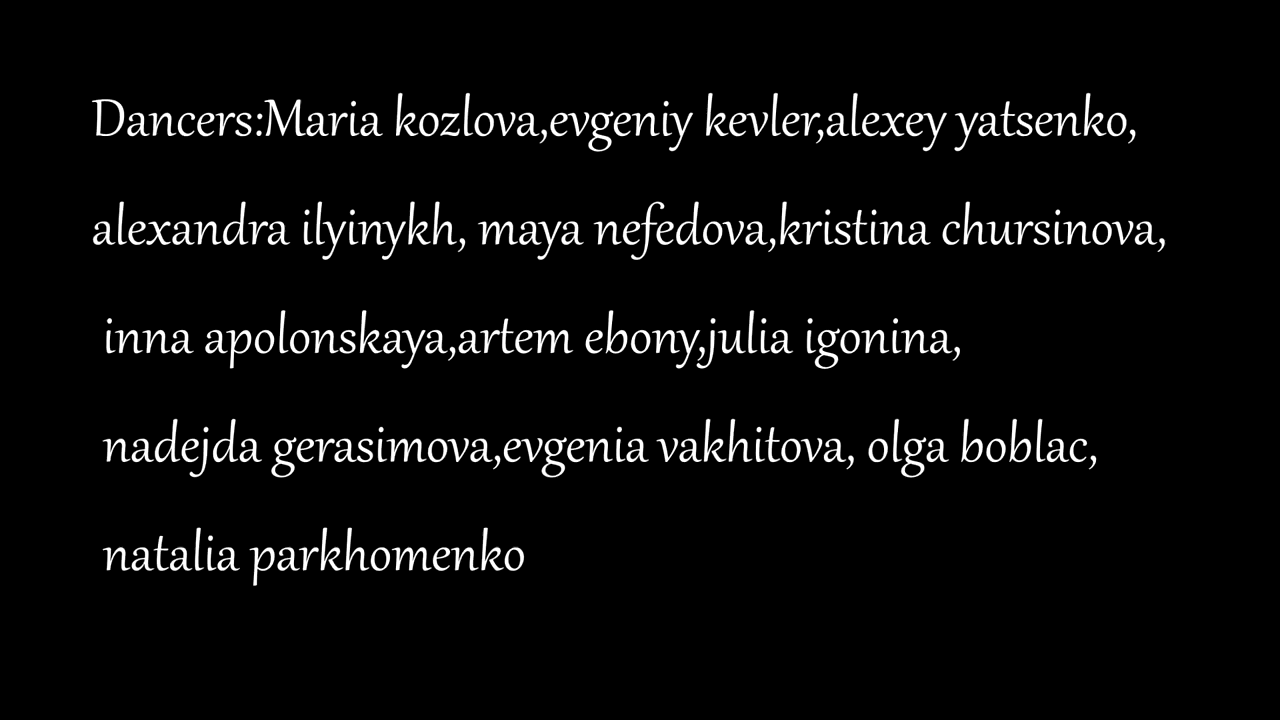 Dancers:Maria kozlova,evgeniy kevler,alexey yatsenko,
alexandra ilyinykh, maya nefedova,kristina chursinova,
inna apolonskaya,artem ebony,julia igonina,
nadejda gerasimova,evgenia vakhitova, olga boblac,
natalia parkhomenko